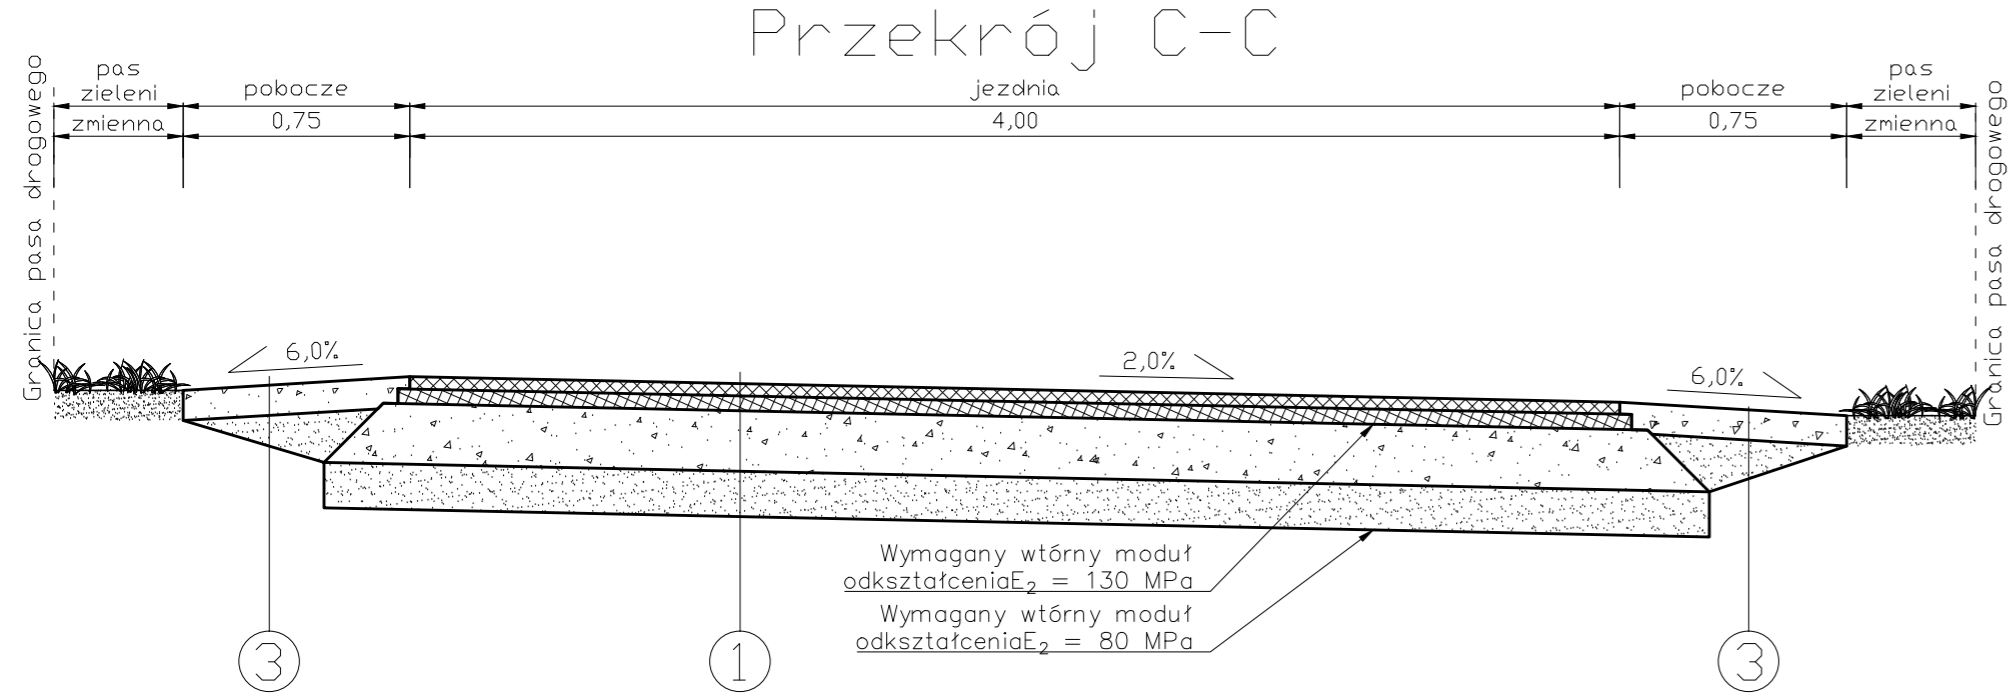 Przekrój C-C
pas
zieleni
pobocze
jezdnia
pobocze
pas
zieleni
zmienna
0,75
4,00
0,75
zmienna
Granica pasa drogowego
Granica pasa drogowego
6,0%
2,0%
6,0%
Wymagany wtórny moduł
odkształceniaE₂ = 130 MPa
Wymagany wtórny moduł
odkształceniaE₂ = 80 MPa
3
1
3